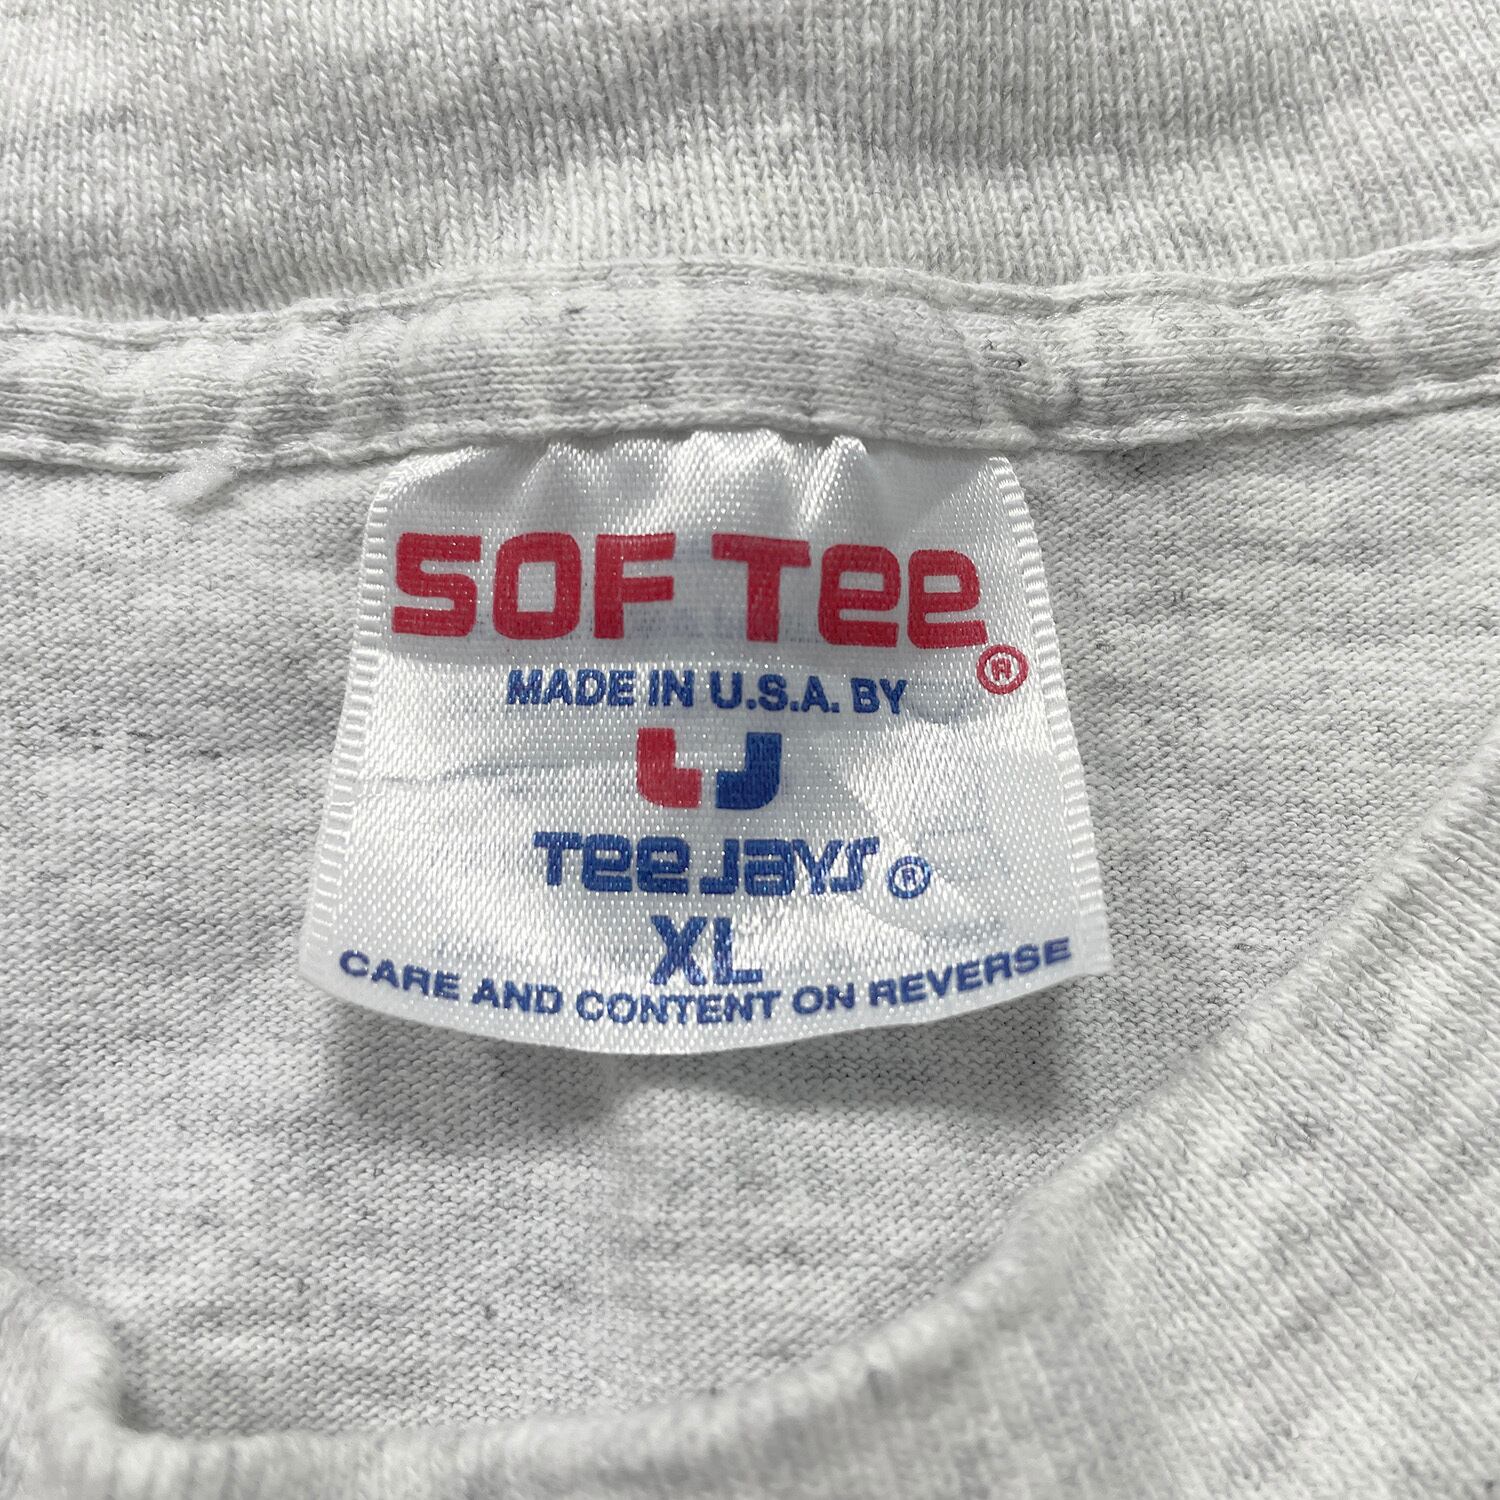 SOF TEE®
MADE IN U.S.A. BY
TEE JAYS®
XL
CARE AND CONTENT ON REVERSE